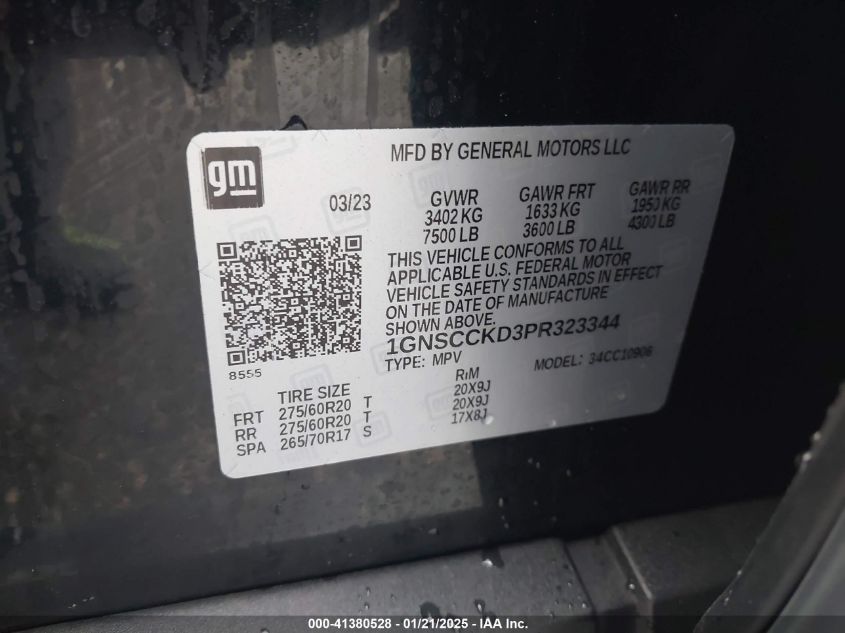 gm
MFD BY GENERAL MOTORS LLC
03/23
GVWR GAWR FRT GAWR RR
3402 KG 1633 KG 1950 KG
7500 LB 3600 LB 4300 LB
THIS VEHICLE CONFORMS TO ALL
APPLICABLE U.S. FEDERAL MOTOR
VEHICLE SAFETY STANDARDS IN EFFECT
ON THE DATE OF MANUFACTURE
SHOWN ABOVE.
1GNSCCKD3PR323344
TYPE: MPV MODEL: 34CC10906
8555
TIRE SIZE RIM
FRT 275/60R20 T 20X9J
RR 275/60R20 T 20X9J
SPA 265/70R17 S 17X8J
000-41380528 - 01/21/2025 - IAA Inc.